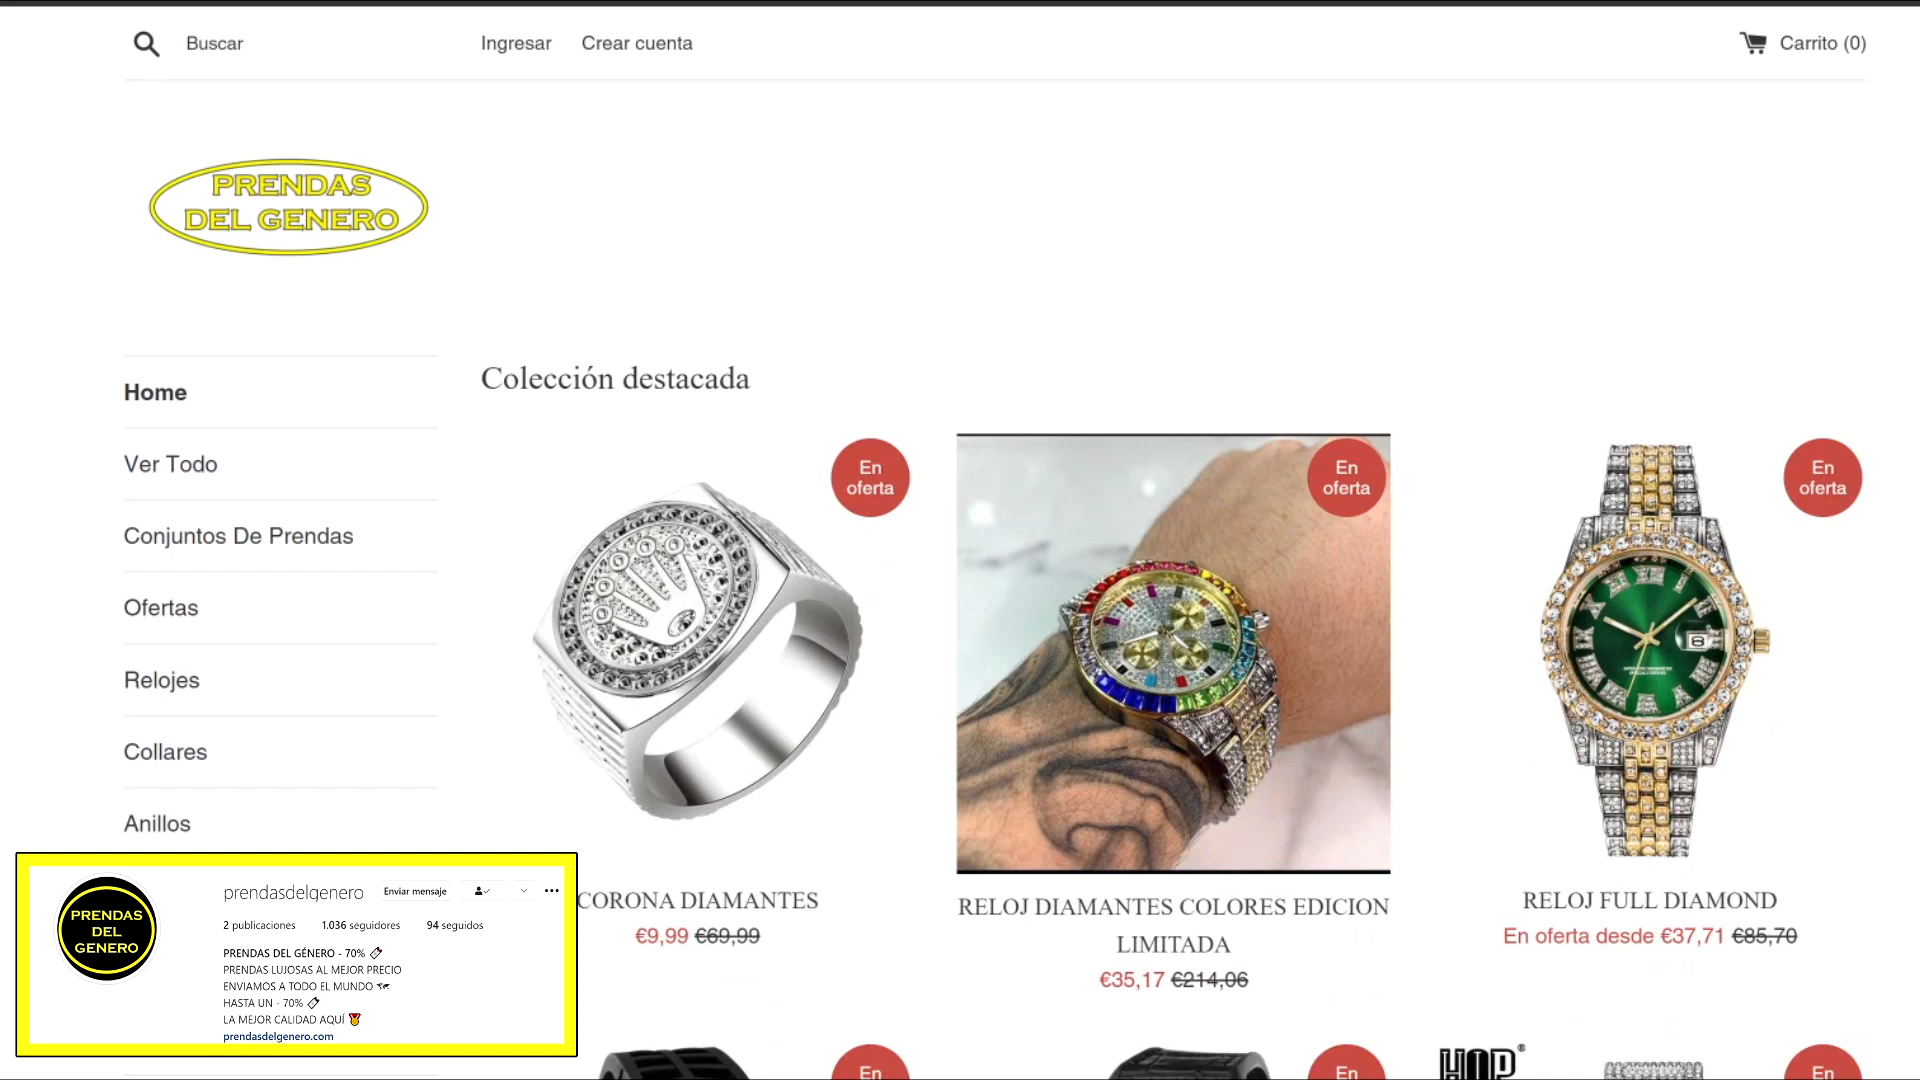 Buscar
Ingresar
Crear cuenta
Carrito (0)
PRENDAS
DEL GENERO
Home
Ver Todo
Conjuntos De Prendas
Ofertas
Relojes
Collares
Anillos
Colección destacada
En
oferta
En
oferta
En
oferta
8
CORONA DIAMANTES
€9,99 €69,99
RELOJ DIAMANTES COLORES EDICION
LIMITADA
€35,17 €214,06
RELOJ FULL DIAMOND
En oferta desde €37,71 €85,70
PRENDAS
DEL
GENERO
prendasdelgenero
Enviar mensaje
2 publicaciones
1.036 seguidores
94 seguidos
PRENDAS DEL GÉNERO - 70%
PRENDAS LUJOSAS AL MEJOR PRECIO
ENVIAMOS A TODO EL MUNDO
HASTA UN - 70%
LA MEJOR CALIDAD AQUÍ
prendasdelgenero.com
En
En
HIP®
En